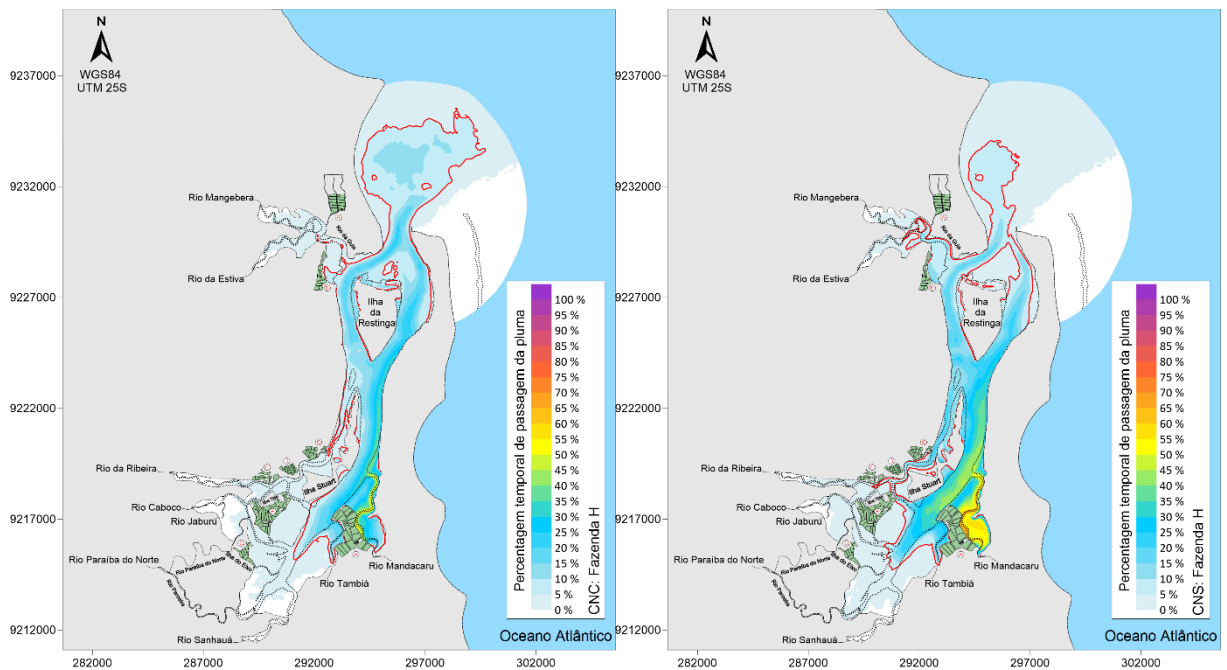 N
WGS84
UTM 25S
9237000
9232000
9227000
9222000
9217000
9212000
282000
287000
292000
297000
302000
Rio Mangebera
Rio da Guia
Rio da Estiva
Ilha
da
Restinga
Rio da Ribeira
Ilha Stuart
Rio Caboco
Rio Jaburú
Rio Paraíba do Norte
Rio Paraíba do Norte
Rio Mandacaru
Rio Tambiá
Rio Sanhauá
Oceano Atlântico
Percentagem temporal de passagem da pluma
CNC: Fazenda H
100 %
95 %
90 %
85 %
80 %
75 %
70 %
65 %
60 %
55 %
50 %
45 %
40 %
35 %
30 %
25 %
20 %
15 %
10 %
5 %
0 %
N
WGS84
UTM 25S
9237000
9232000
9227000
9222000
9217000
9212000
282000
287000
292000
297000
302000
Rio Mangebera
Rio da Guia
Rio da Estiva
Ilha
da
Restinga
Rio da Ribeira
Ilha Stuart
Rio Caboco
Rio Jaburú
Rio Paraíba do Norte
Rio Paraíba do Norte
Rio Mandacaru
Rio Tambiá
Rio Sanhauá
Oceano Atlântico
Percentagem temporal de passagem da pluma
CNS: Fazenda H
100 %
95 %
90 %
85 %
80 %
75 %
70 %
65 %
60 %
55 %
50 %
45 %
40 %
35 %
30 %
25 %
20 %
15 %
10 %
5 %
0 %